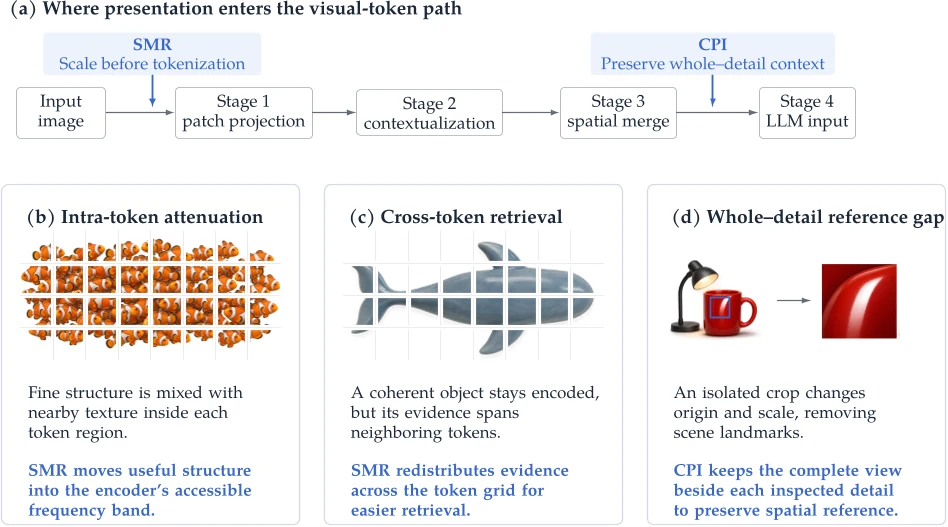 (a) Where presentation enters the visual-token path
SMR
Scale before tokenization
CPI
Preserve whole–detail context
Input
image
Stage 1
patch projection
Stage 2
contextualization
Stage 3
spatial merge
Stage 4
LLM input
(b) Intra-token attenuation
Fine structure is mixed with
nearby texture inside each
token region.
SMR moves useful structure
into the encoder’s accessible
frequency band.
(c) Cross-token retrieval
A coherent object stays encoded,
but its evidence spans
neighboring tokens.
SMR redistributes evidence
across the token grid for
easier retrieval.
(d) Whole–detail reference gap
An isolated crop changes
origin and scale, removing
scene landmarks.
CPI keeps the complete view
beside each inspected detail
to preserve spatial reference.